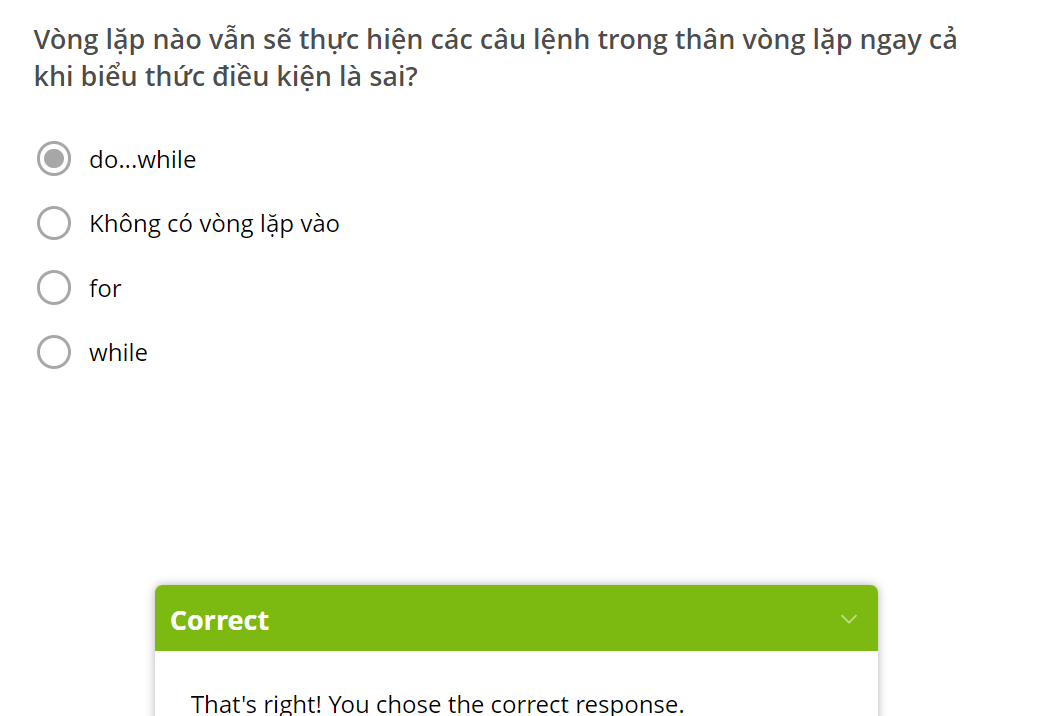 Vòng lặp nào vẫn sẽ thực hiện các câu lệnh trong thân vòng lặp ngay cả
khi biểu thức điều kiện là sai?
do...while
Không có vòng lặp vào
for
while
Correct
That's right! You chose the correct response.